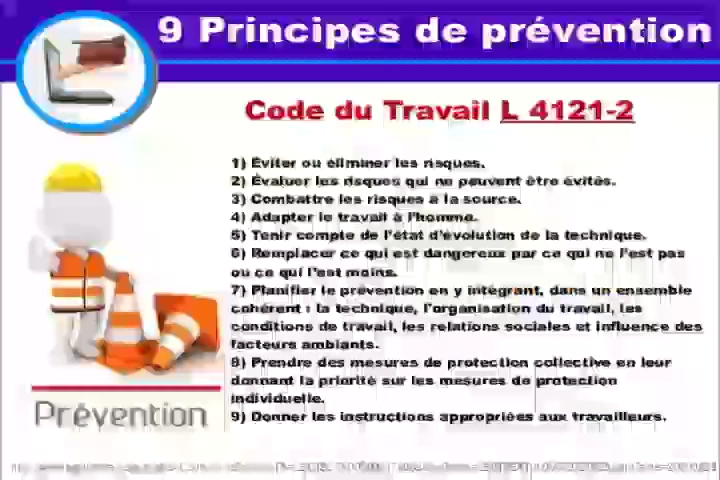 9 Principes de prévention
Code du Travail L 4121-2
1) Éviter ou éliminer les risques.
2) Évaluer les risques qui ne peuvent être évités.
3) Combattre les risques à la source.
4) Adapter le travail à l'homme.
5) Tenir compte de l'état d'évolution de la technique.
6) Remplacer ce qui est dangereux par ce qui ne l'est pas
ou ce qui l'est moins.
7) Planifier le prévention en y intégrant, dans un ensemble
cohérent : la technique, l'organisation du travail, les
conditions de travail, les relations sociales et influence des
facteurs ambiants.
8) Prendre des mesures de protection collective en leur
donnant la priorité sur les mesures de protection
individuelle.
9) Donner les instructions appropriées aux travailleurs.
Prévention